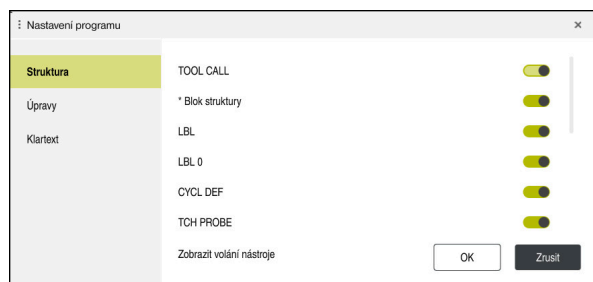 Nastavení programu
Struktura
Úpravy
Klartext
TOOL CALL
* Blok struktury
LBL
LBL 0
CYCL DEF
TCH PROBE
Zobrazit volání nástroje
OK
Zrusit